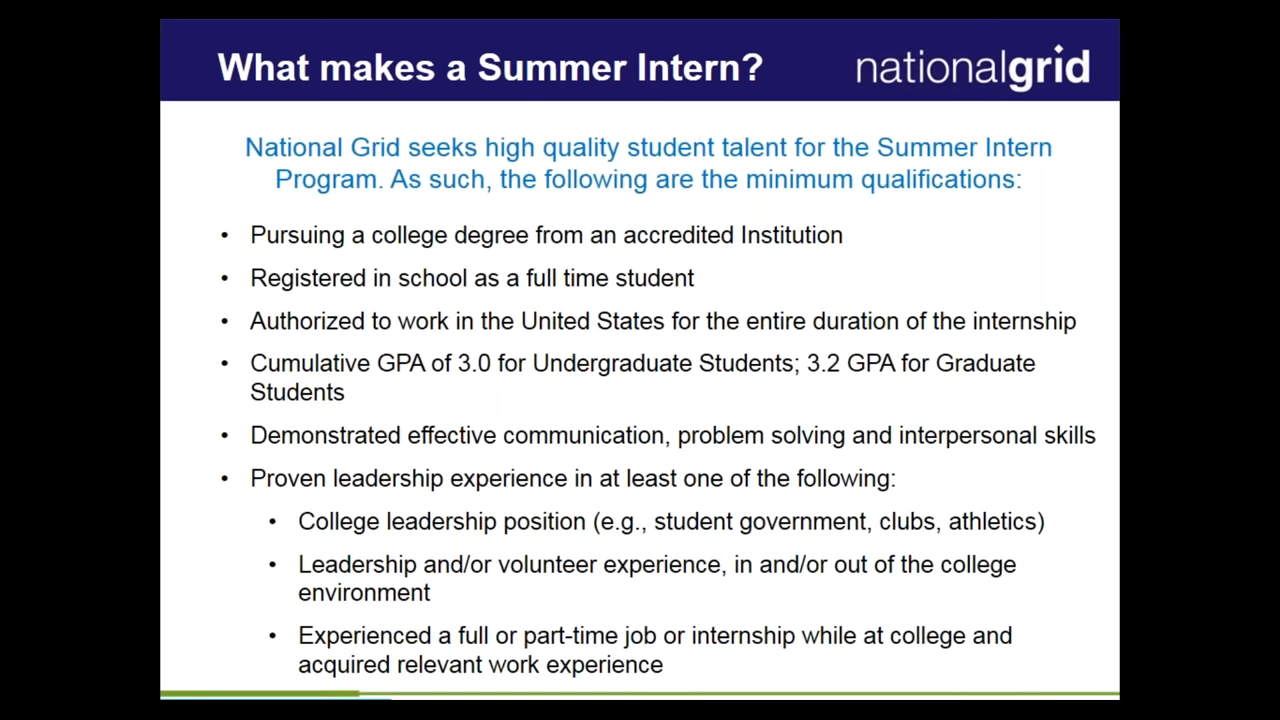 What makes a Summer Intern?
nationalgrid
National Grid seeks high quality student talent for the Summer Intern
Program. As such, the following are the minimum qualifications:
• Pursuing a college degree from an accredited Institution
• Registered in school as a full time student
• Authorized to work in the United States for the entire duration of the internship
• Cumulative GPA of 3.0 for Undergraduate Students; 3.2 GPA for Graduate
Students
• Demonstrated effective communication, problem solving and interpersonal skills
• Proven leadership experience in at least one of the following:
• College leadership position (e.g., student government, clubs, athletics)
• Leadership and/or volunteer experience, in and/or out of the college
environment
• Experienced a full or part-time job or internship while at college and
acquired relevant work experience